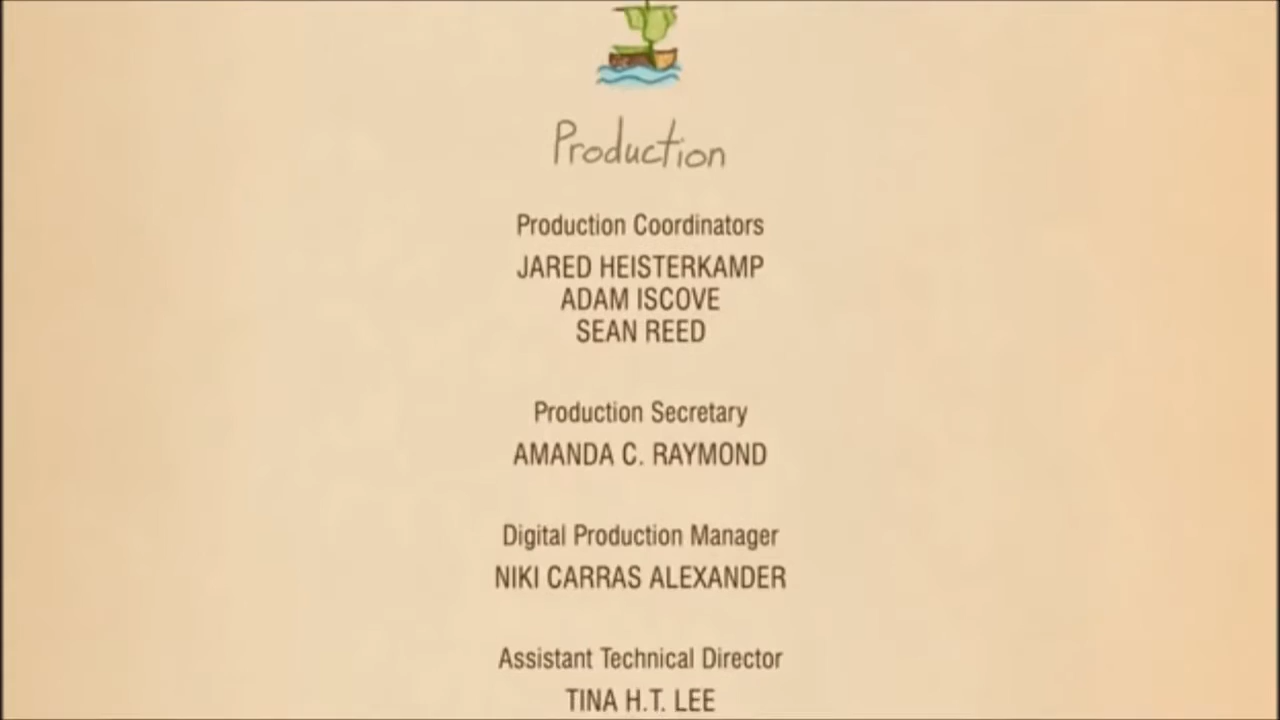 Production
Production Coordinators
JARED HEISTERKAMP
ADAM ISCOVE
SEAN REED
Production Secretary
AMANDA C. RAYMOND
Digital Production Manager
NIKI CARRAS ALEXANDER
Assistant Technical Director
TINA H.T. LEE